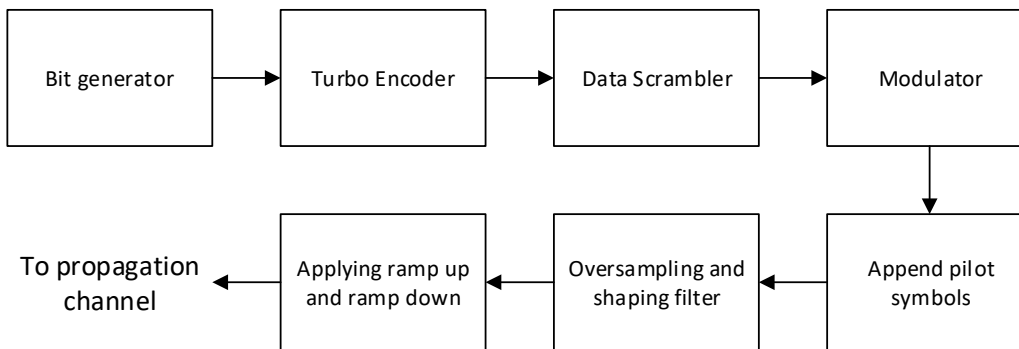 Bit generator
Turbo Encoder
Data Scrambler
Modulator
To propagation
channel
Applying ramp up
and ramp down
Oversampling and
shaping filter
Append pilot
symbols